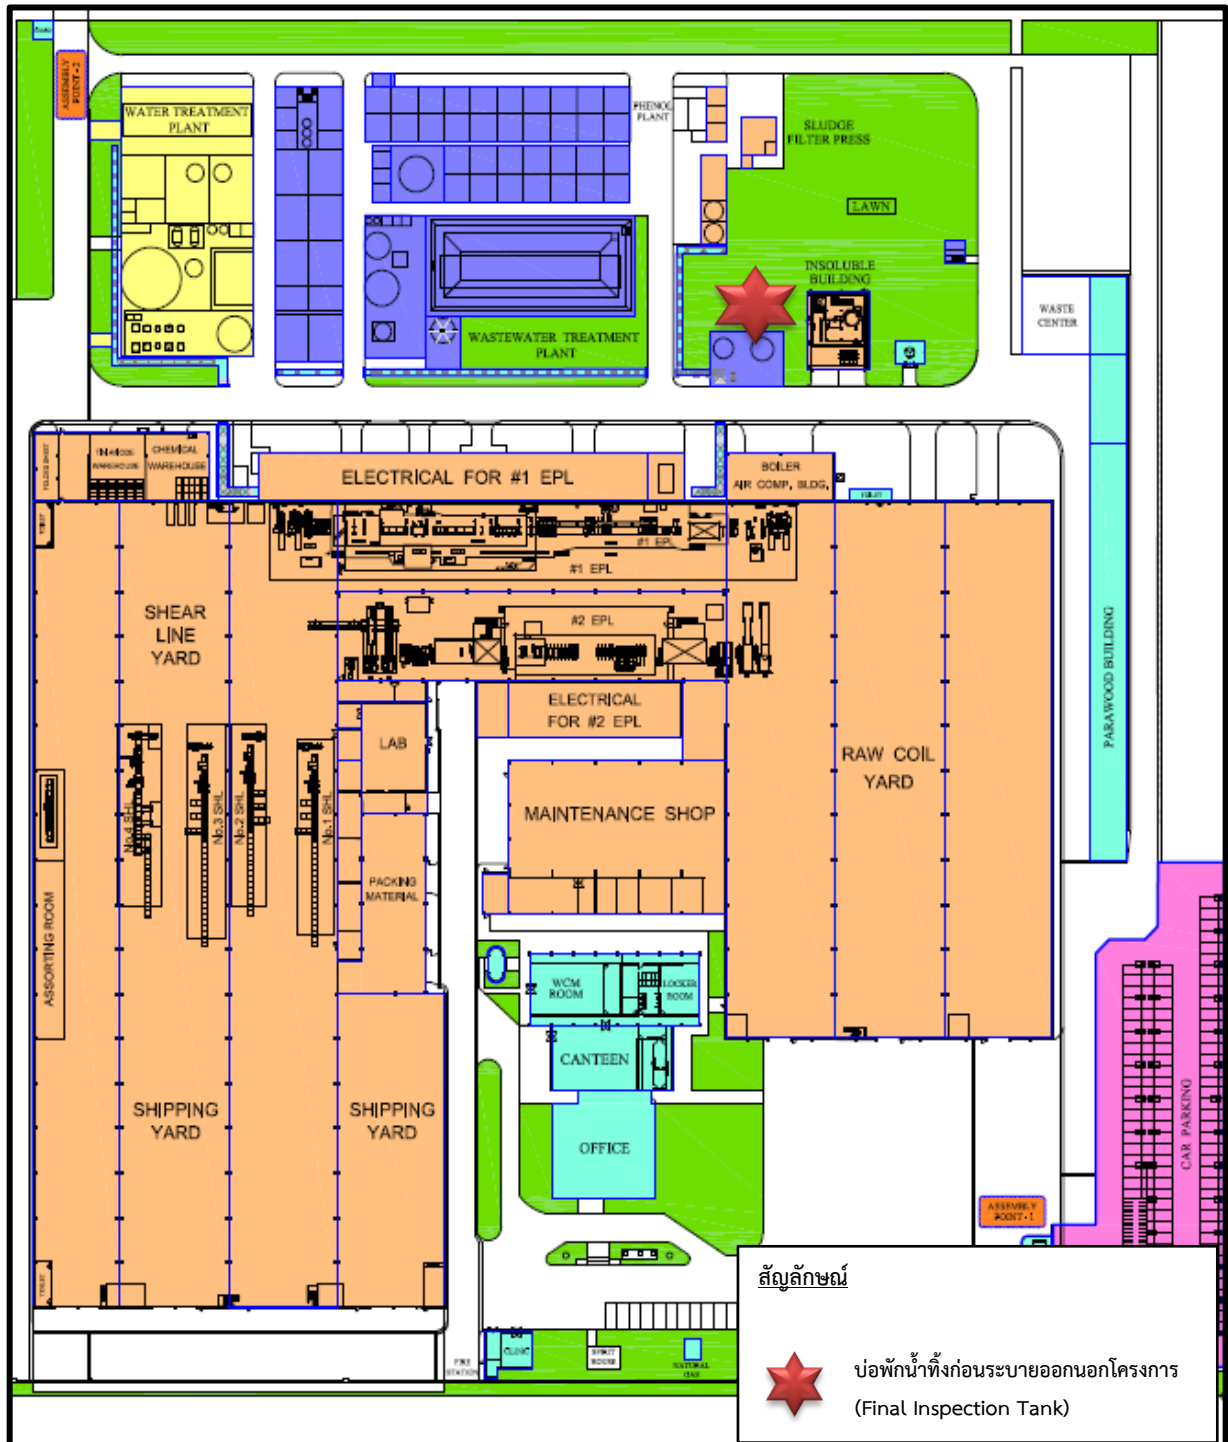 ASSEMBLY
POINT-2
WATER TREATMENT
PLANT
PHENOL
PLANT
SLUDGE
FILTER PRESS
LAWN
INSOLUBLE
BUILDING
WASTEWATER TREATMENT
PLANT
WASTE
CENTER
CHEMICAL
WAREHOUSE
WAREHOUSE
ELECTRICAL FOR #1 EPL
BOILER
AIR COMP. BLDG.
TOILET
TOILET
#1 EPL
#1 EPL
SHEAR
LINE
YARD
#2 EPL
ELECTRICAL
FOR #2 EPL
LAB
RAW COIL
YARD
PARAWOOD BUILDING
No.4 SHL
No.3 SHL
No.2 SHL
No.1 SHL
MAINTENANCE SHOP
PACKING
MATERIAL
ASSORTING ROOM
WCM
ROOM
LOCKER
ROOM
CANTEEN
SHIPPING
YARD
SHIPPING
YARD
OFFICE
CAR PARKING
ASSEMBLY
POINT-1
TOILET
FIRE
STATION
CLINIC
SPIRIT
HOUSE
NATURAL
GAS
สัญลักษณ์
บ่อพักน้ำทิ้งก่อนระบายออกนอกโครงการ
(Final Inspection Tank)